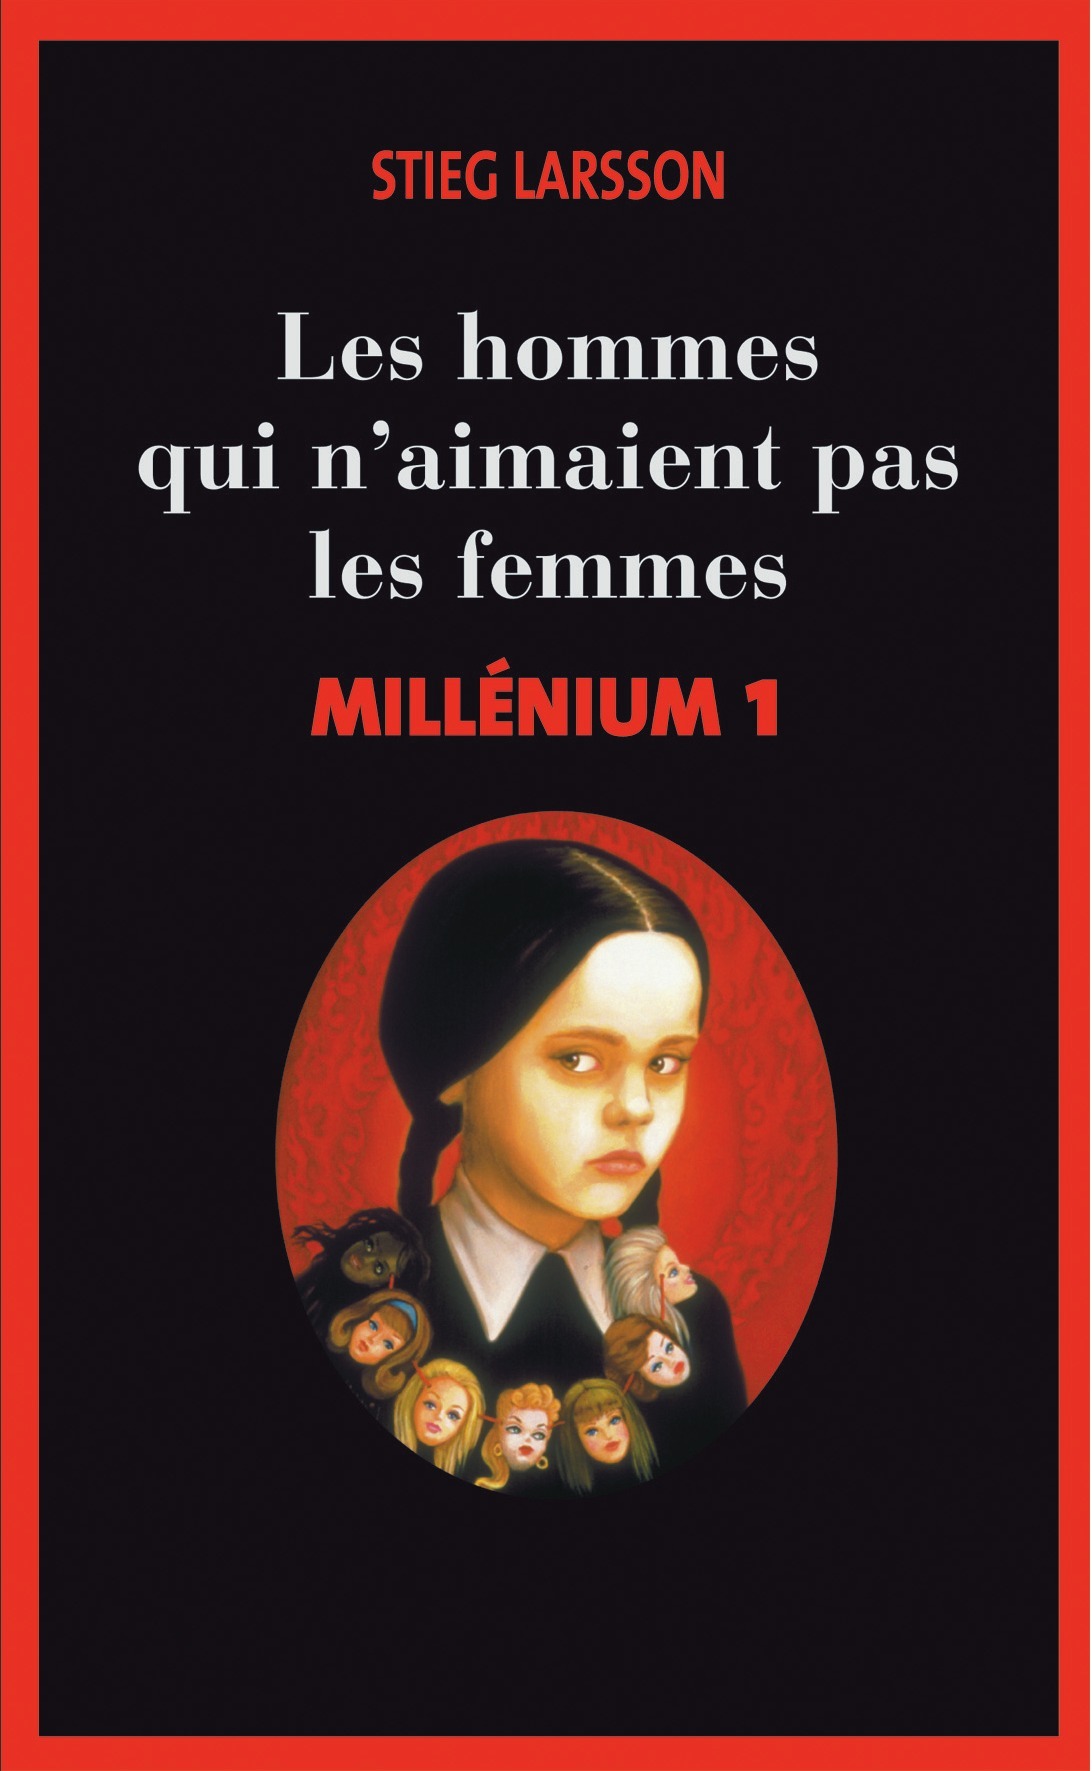 STIEG LARSSON
Les hommes
qui n’aimaient pas
les femmes
MILLÉNIUM 1